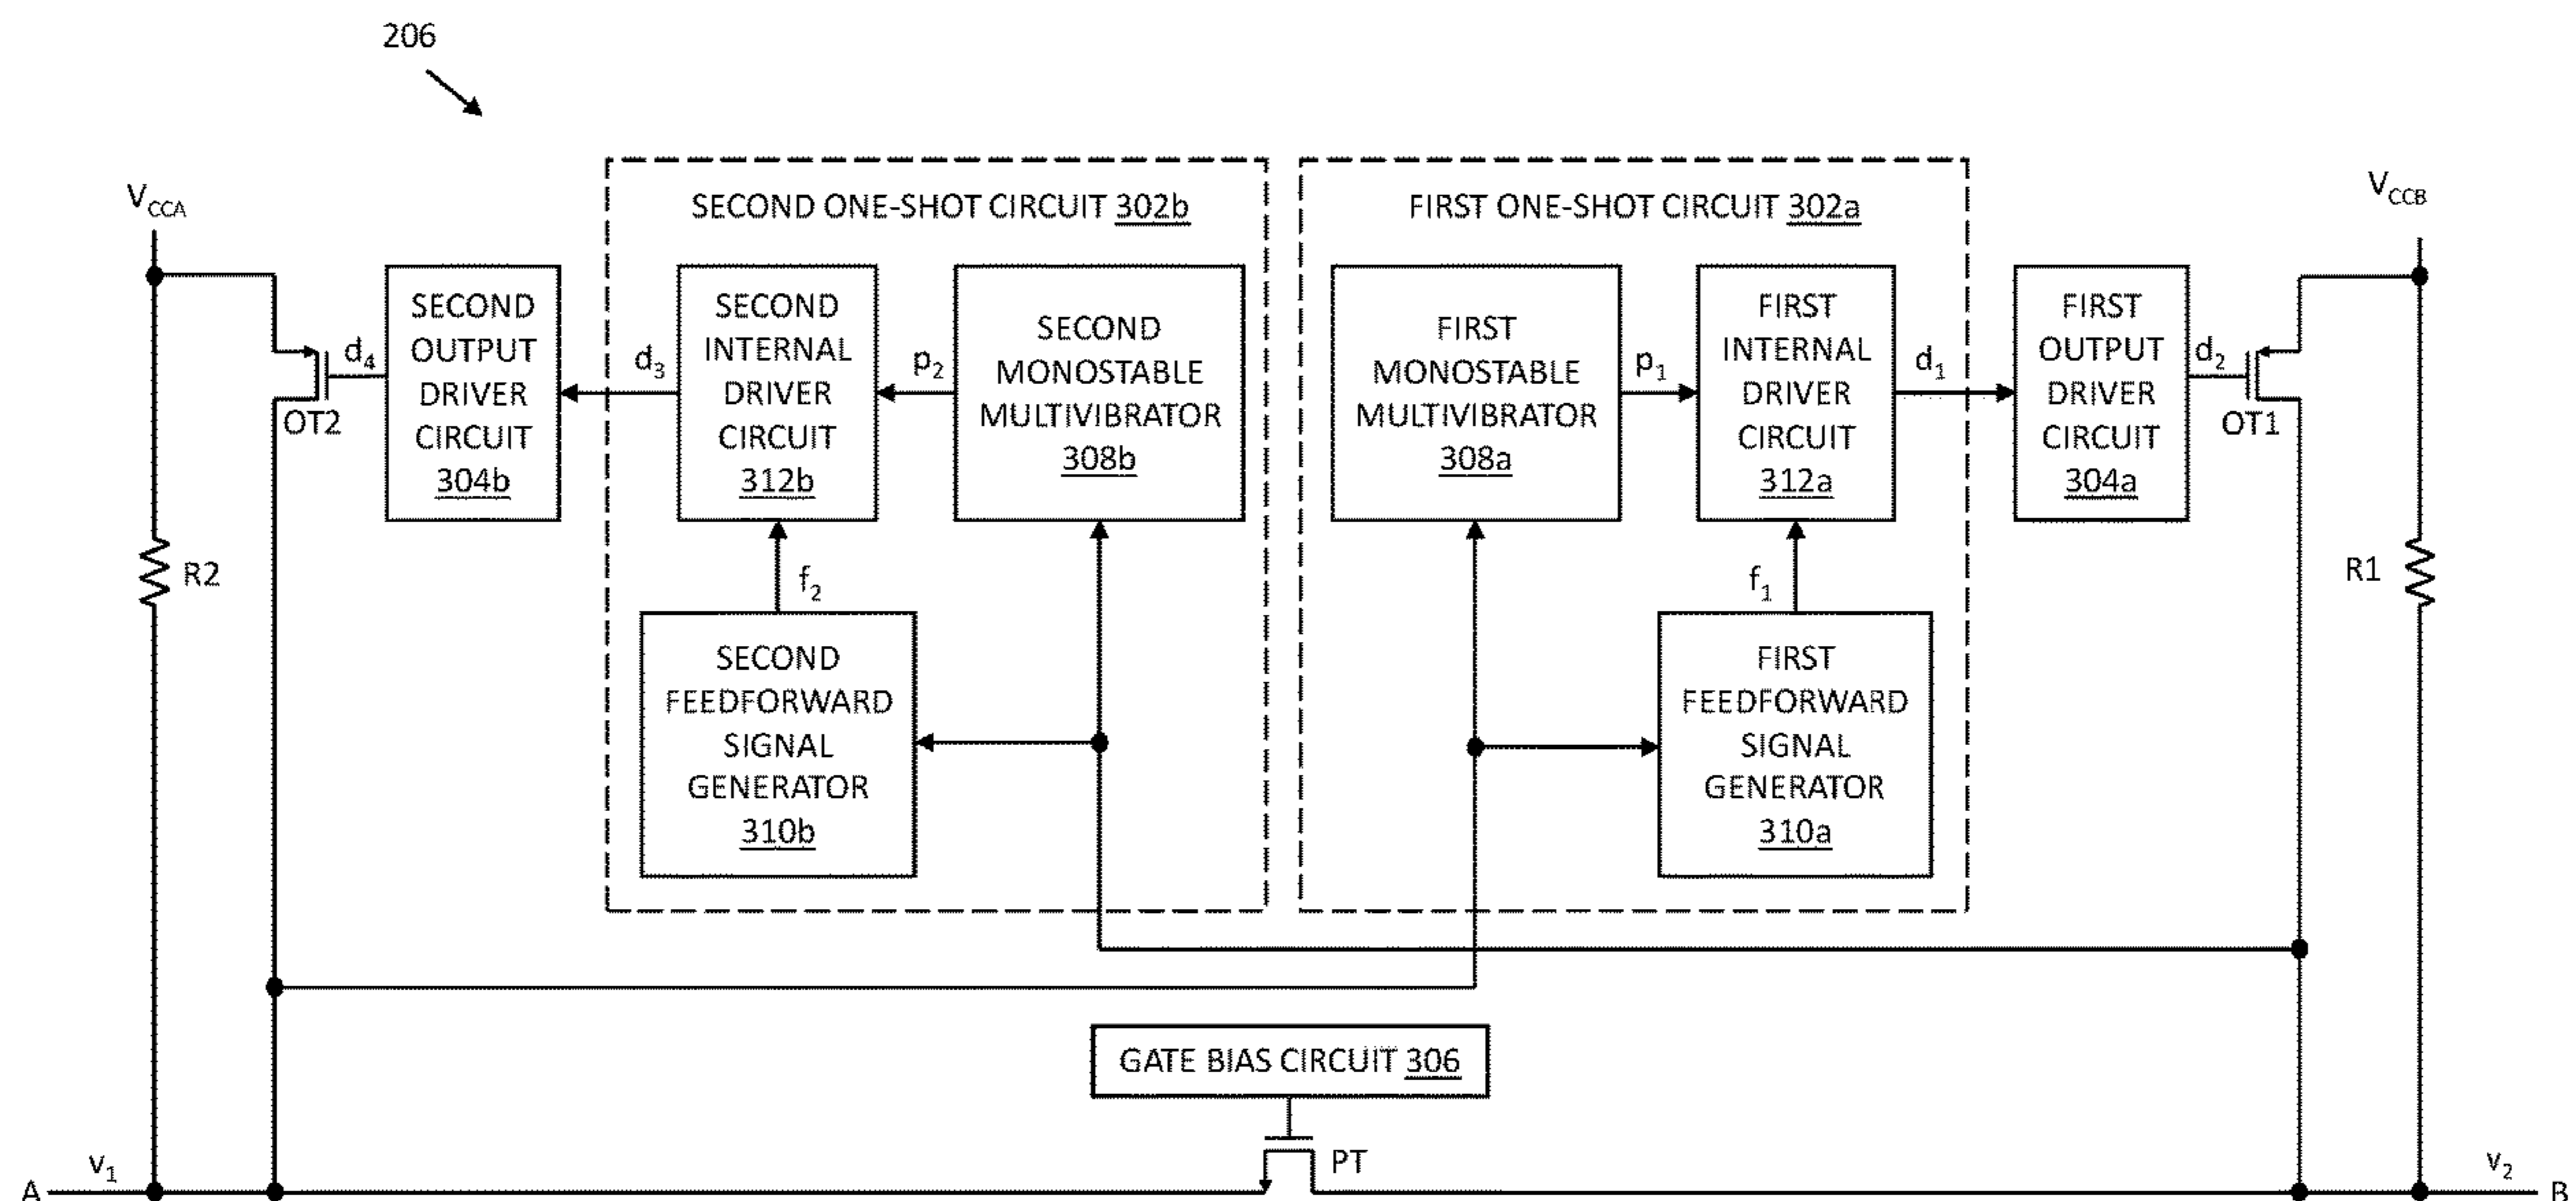 206
V_CCA
V_CCB
SECOND ONE-SHOT CIRCUIT 302b
FIRST ONE-SHOT CIRCUIT 302a
SECOND
OUTPUT
DRIVER
CIRCUIT
304b
SECOND
INTERNAL
DRIVER
CIRCUIT
312b
SECOND
MONOSTABLE
MULTIVIBRATOR
308b
FIRST
MONOSTABLE
MULTIVIBRATOR
308a
FIRST
INTERNAL
DRIVER
CIRCUIT
312a
FIRST
OUTPUT
DRIVER
CIRCUIT
304a
d4
d3
p2
p1
d1
d2
OT2
OT1
R2
f2
f1
R1
SECOND
FEEDFORWARD
SIGNAL
GENERATOR
310b
FIRST
FEEDFORWARD
SIGNAL
GENERATOR
310a
GATE BIAS CIRCUIT 306
PT
v1
v2
A
B